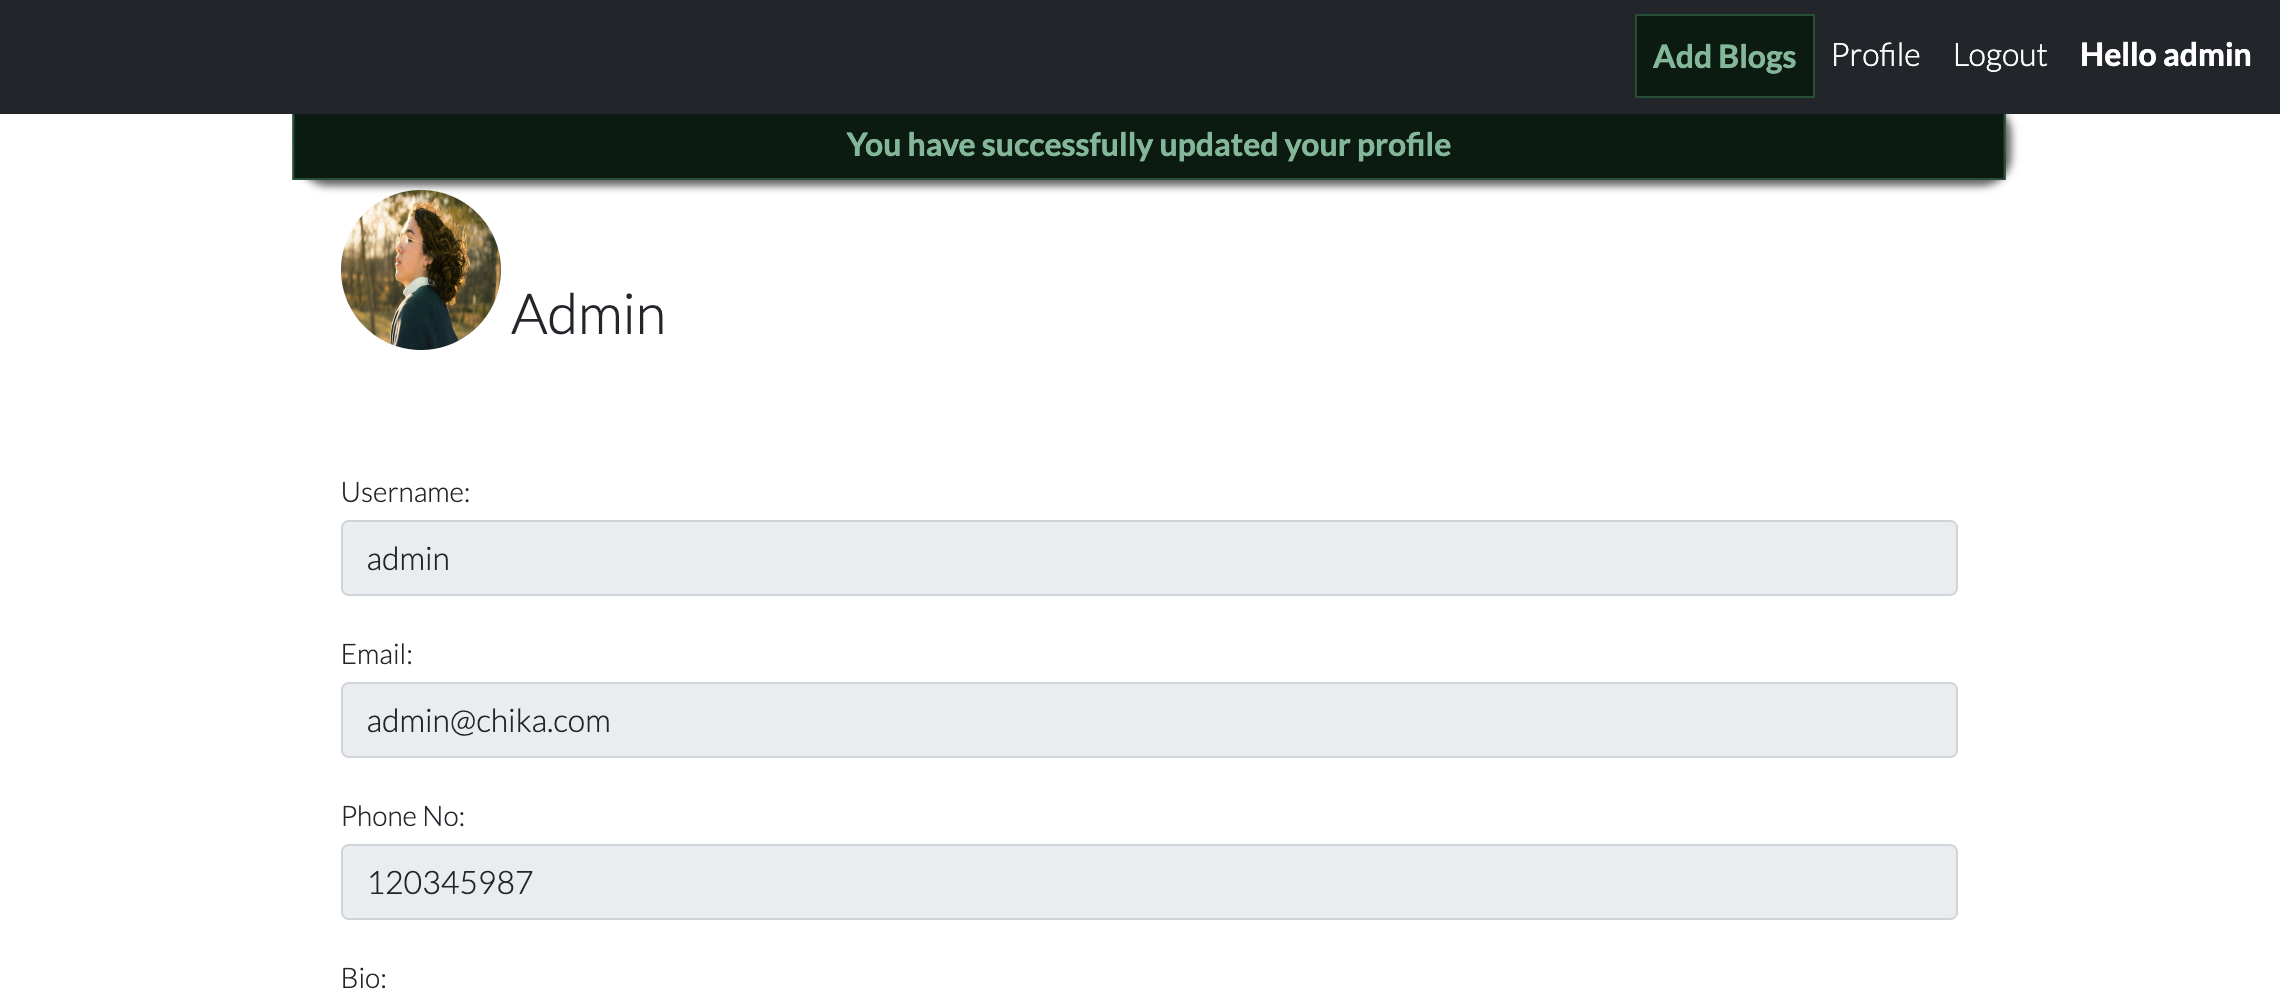 Add Blogs Profile Logout Hello admin
You have successfully updated your profile
Admin
Username:
admin
Email:
admin@chika.com
Phone No:
120345987
Bio: